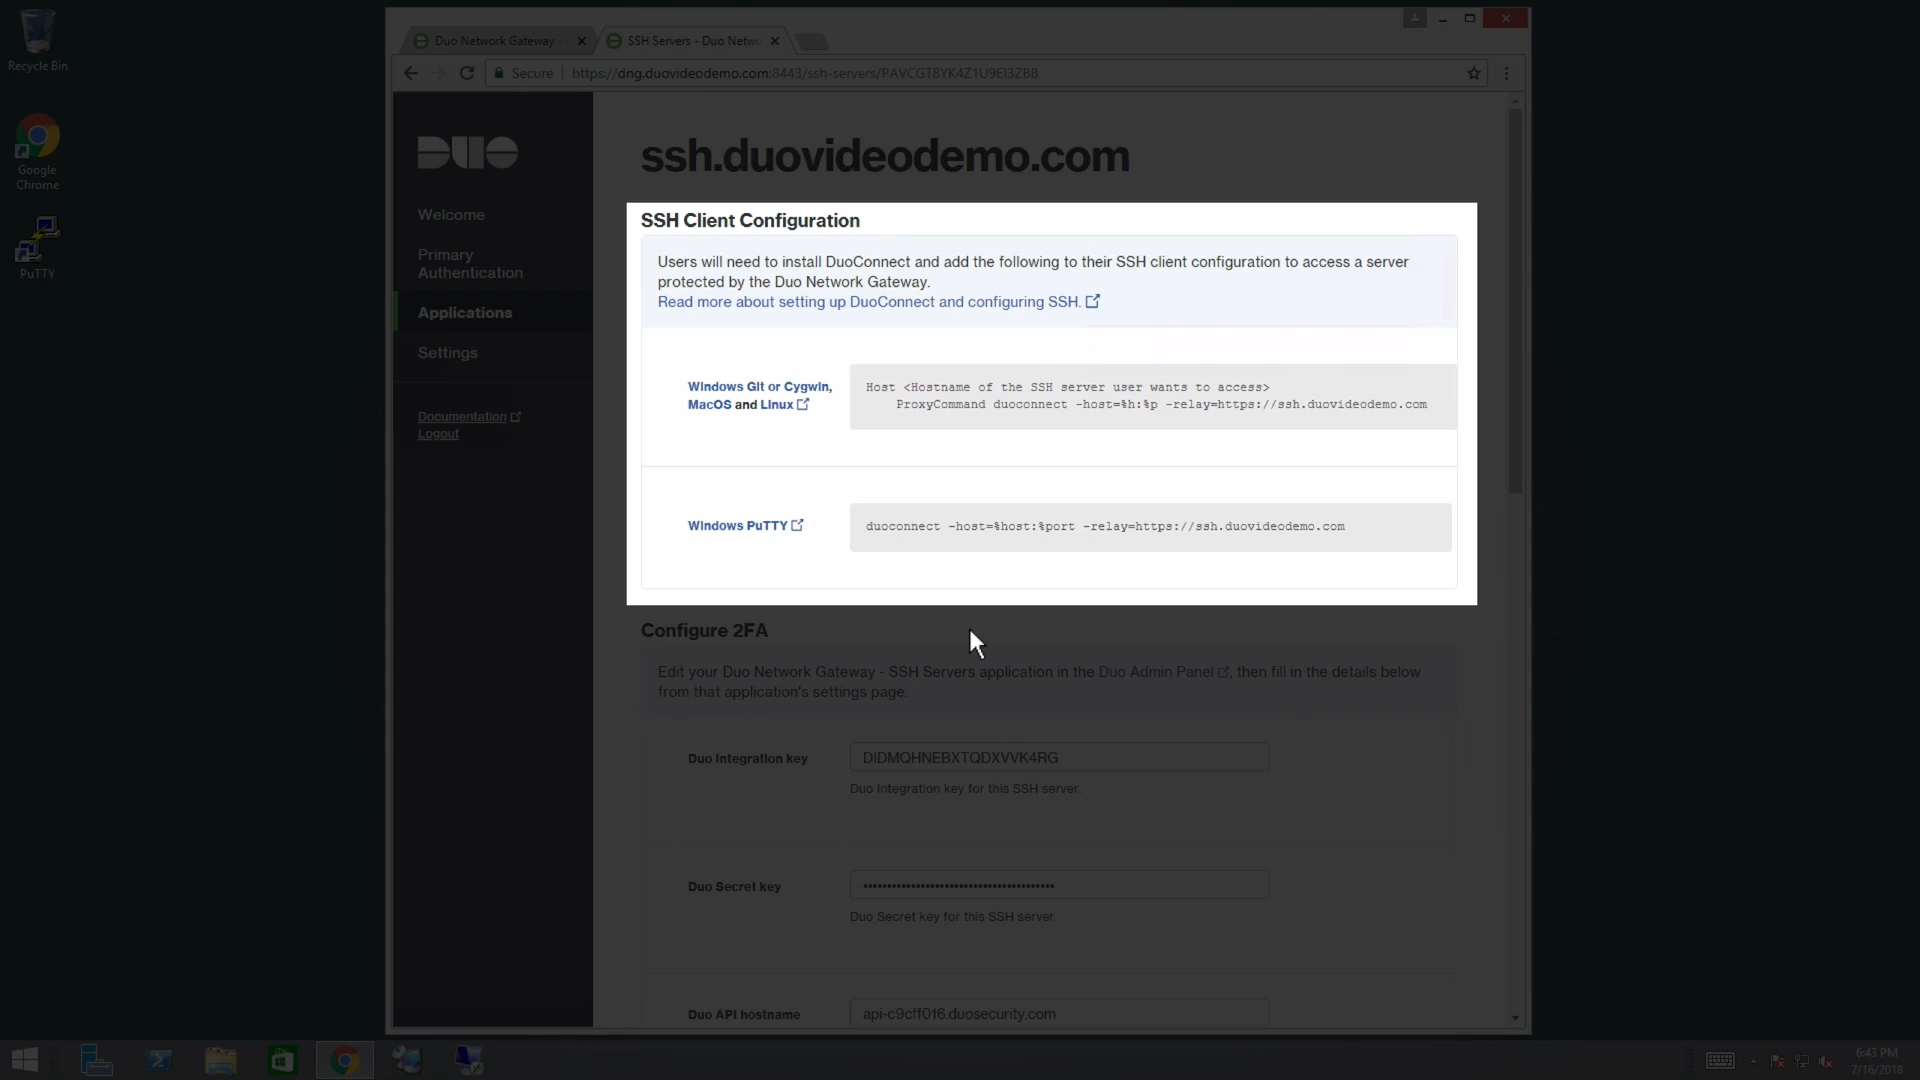 Recycle Bin
Google
Chrome
PuTTY
Duo Network Gateway
SSH Servers - Duo Netwo
Secure
https://dng.duovideodemo.com:8443/ssh-servers/PAVCGT8YK4Z1U9EI3ZBB
DUO
Welcome
Primary
Authentication
Applications
Settings
Documentation
Logout
ssh.duovideodemo.com
SSH Client Configuration
Users will need to install DuoConnect and add the following to their SSH client configuration to access a server
protected by the Duo Network Gateway.
Read more about setting up DuoConnect and configuring SSH.
Windows Git or Cygwin,
MacOS and Linux
Host <Hostname of the SSH server user wants to access>
ProxyCommand duoconnect -host=%h:%p -relay=https://ssh.duovideodemo.com
Windows PuTTY
duoconnect -host=%host:%port -relay=https://ssh.duovideodemo.com
Configure 2FA
Edit your Duo Network Gateway - SSH Servers application in the Duo Admin Panel, then fill in the details below
from that application's settings page.
Duo Integration key
DIDMQHNEBXTQDXVVK4RG
Duo Integration key for this SSH server.
Duo Secret key
Duo Secret key for this SSH server.
Duo API hostname
api-c9cff016.duosecurity.com
6:43 PM
7/16/2018